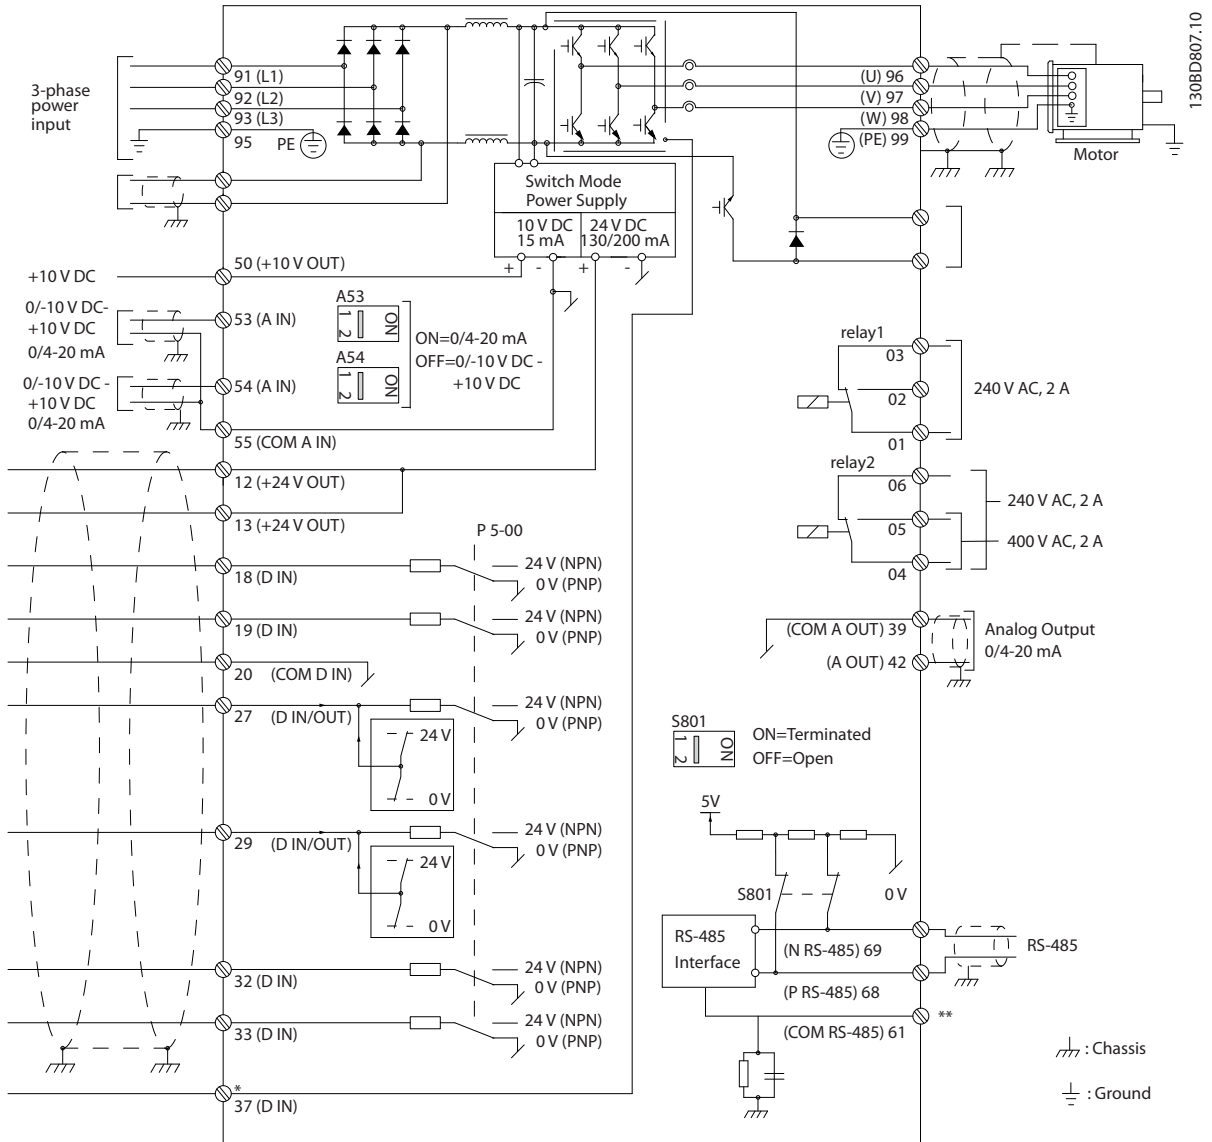 130BD807.10
3-phase
power
input
91 (L1)
92 (L2)
93 (L3)
95
PE
(U) 96
(V) 97
(W) 98
(PE) 99
Motor
Switch Mode
Power Supply
10 V DC
15 mA
24 V DC
130/200 mA
+
-
+
-
+10 V DC
50 (+10 V OUT)
0/-10 V DC-
+10 V DC
0/4-20 mA
53 (A IN)
A53
1
2
ON
ON=0/4-20 mA
OFF=0/-10 V DC -
+10 V DC
A54
1
2
ON
0/-10 V DC -
+10 V DC
0/4-20 mA
54 (A IN)
55 (COM A IN)
12 (+24 V OUT)
13 (+24 V OUT)
relay1
03
02
01
240 V AC, 2 A
relay2
06
05
04
240 V AC, 2 A
400 V AC, 2 A
P 5-00
18 (D IN)
24 V (NPN)
0 V (PNP)
19 (D IN)
24 V (NPN)
0 V (PNP)
20 (COM D IN)
27 (D IN/OUT)
24 V
0 V
24 V (NPN)
0 V (PNP)
29 (D IN/OUT)
24 V
0 V
24 V (NPN)
0 V (PNP)
32 (D IN)
24 V (NPN)
0 V (PNP)
33 (D IN)
24 V (NPN)
0 V (PNP)
*
37 (D IN)
(COM A OUT) 39
(A OUT) 42
Analog Output
0/4-20 mA
S801
1
2
ON
ON=Terminated
OFF=Open
5V
S801
0 V
RS-485
Interface
(N RS-485) 69
(P RS-485) 68
(COM RS-485) 61
RS-485
**
: Chassis
: Ground